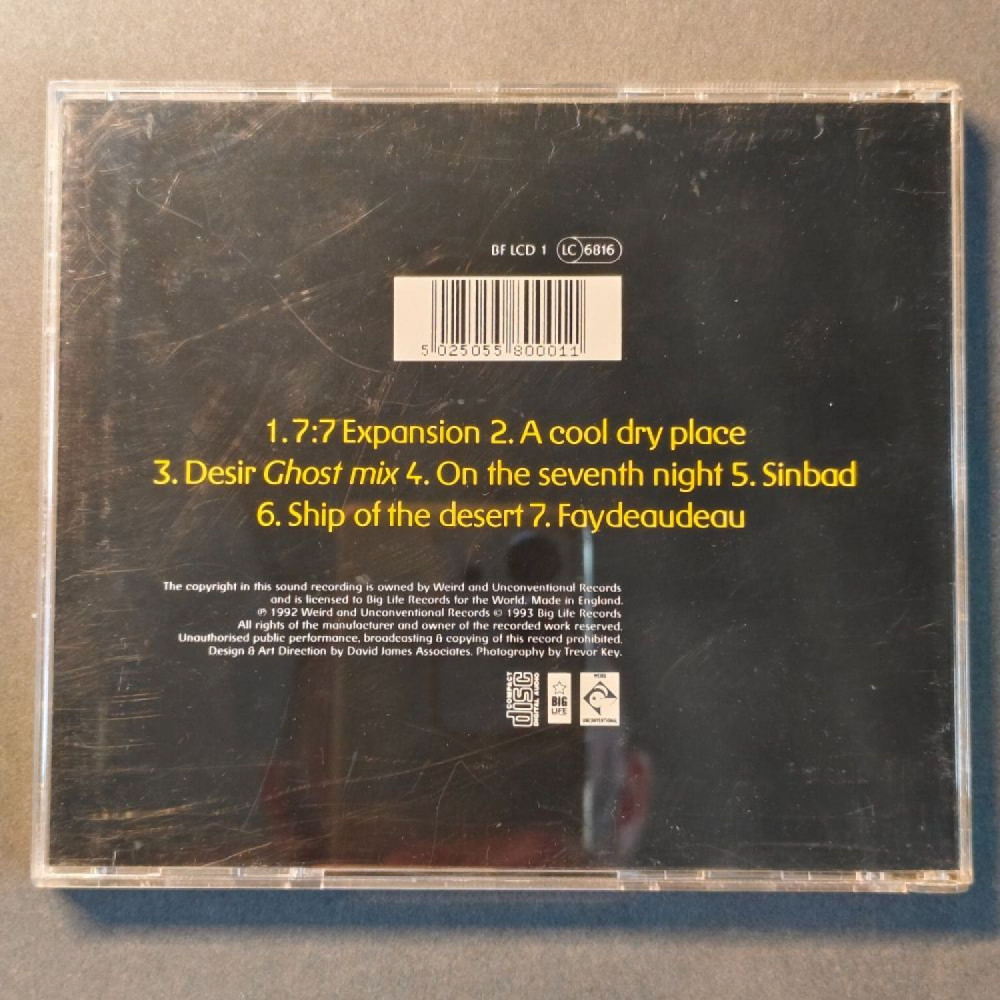 BF LCD 1 LC 6816
5 025055 800011
1. 7:7 Expansion 2. A cool dry place
3. Desir Ghost mix 4. On the seventh night 5. Sinbad
6. Ship of the desert 7. Faydeaudeau
The copyright in this sound recording is owned by Weird and Unconventional Records
and is licensed to Big Life Records for the World. Made in England.
℗ 1992 Weird and Unconventional Records © 1993 Big Life Records
All rights of the manufacturer and owner of the recorded work reserved.
Unauthorised public performance, broadcasting & copying of this record prohibited.
Design & Art Direction by David James Associates. Photography by Trevor Key.
COMPACT
disc
DIGITAL AUDIO
BIG
LIFE
WEIRD
UNCONVENTIONAL